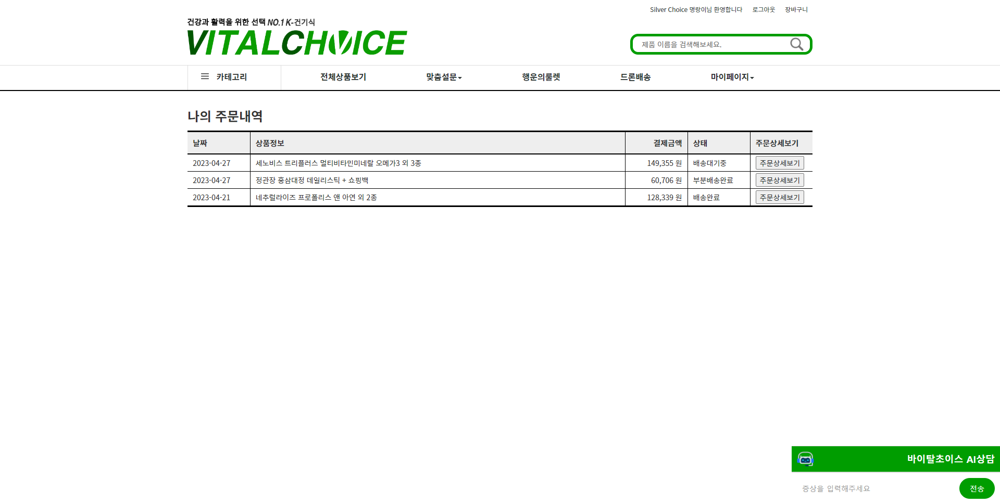 Silver Choice 명랑이님 환영합니다 로그아웃 장바구니
건강과 활력을 위한 선택 NO.1 K-건기식
VITALCHOICE
제품 이름을 검색해보세요.
카테고리 전체상품보기 맞춤설문 행운의룰렛 드론배송 마이페이지
나의 주문내역
날짜 상품정보 결제금액 상태 주문상세보기
2023-04-27 세노비스 트리플러스 멀티비타민미네랄 오메가3 외 3종 149,355 원 배송대기중 주문상세보기
2023-04-27 정관장 홍삼대정 데일리스틱 + 쇼핑백 60,706 원 부분배송완료 주문상세보기
2023-04-21 네추럴라이즈 프로폴리스 앤 아연 외 2종 128,339 원 배송완료 주문상세보기
바이탈초이스 AI상담
증상을 입력해주세요 전송